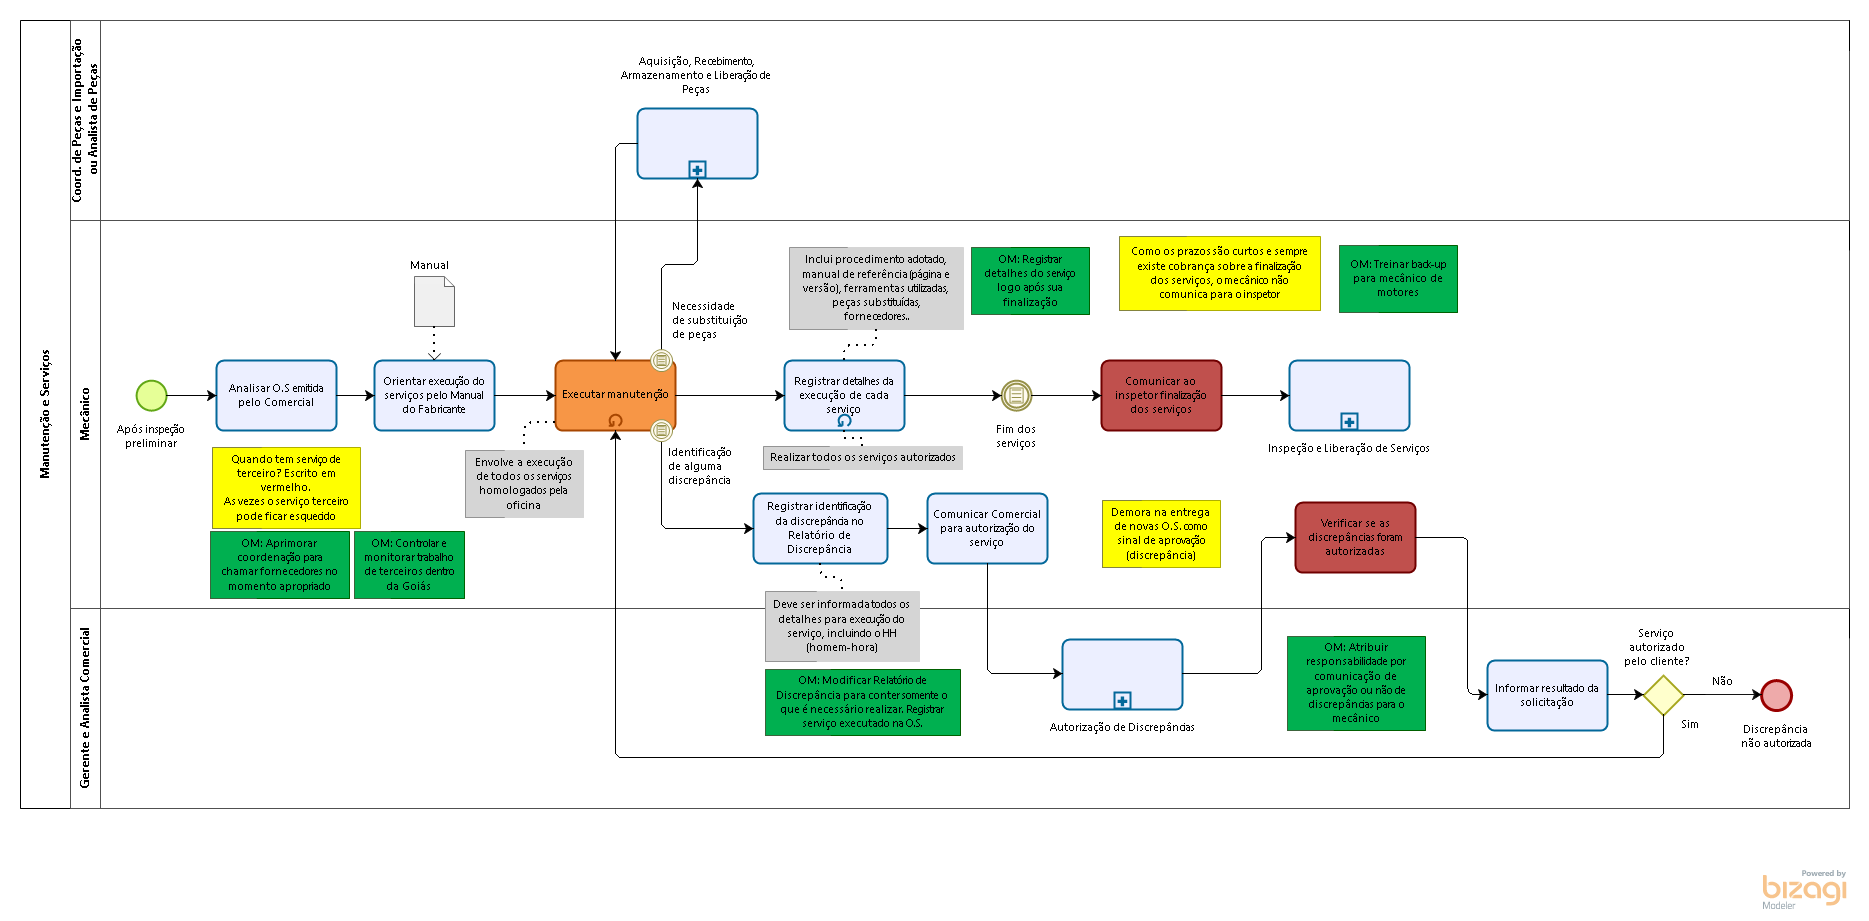 Manutenção e Serviços
Coord. de Peças e Importação
ou Analista de Peças
Aquisição, Recebimento,
Armazenamento e Liberação de
Peças
Mecânico
Após inspeção
preliminar
Analisar O.S emitida
pelo Comercial
Manual
Orientar execução do
serviços pelo Manual
do Fabricante
Executar manutenção
Necessidade
de substituição
de peças
Identificação
de alguma
discrepância
Envolve a execução
de todos os serviços
homologados pela
oficina
Inclui procedimento adotado,
manual de referência (página e
versão), ferramentas utilizadas,
peças substituídas,
fornecedores..
OM: Registrar
detalhes do serviço
logo após sua
finalização
Como os prazos são curtos e sempre
existe cobrança sobre a finalização
dos serviços, o mecânico não
comunica para o inspetor
OM: Treinar back-up
para mecânico de
motores
Registrar detalhes da
execução de cada
serviço
Realizar todos os serviços autorizados
Fim dos
serviços
Comunicar ao
inspetor finalização
dos serviços
Inspeção e Liberação de Serviços
Quando tem serviço de
terceiro? Escrito em
vermelho.
As vezes o serviço terceiro
pode ficar esquecido
OM: Aprimorar
coordenação para
chamar fornecedores no
momento apropriado
OM: Controlar e
monitorar trabalho
de terceiros dentro
da Goiás
Registrar identificação
da discrepância no
Relatório de
Discrepância
Comunicar Comercial
para autorização do
serviço
Demora na entrega
de novas O.S. como
sinal de aprovação
(discrepância)
Verificar se as
discrepâncias foram
autorizadas
Gerente e Analista Comercial
Deve ser informada todos os
detalhes para execução do
serviço, incluindo o HH
(homem-hora)
OM: Modificar Relatório de
Discrepância para conter somente o
que é necessário realizar. Registrar
serviço executado na O.S.
Autorização de Discrepâncias
OM: Atribuir
responsabilidade por
comunicação de
aprovação ou não de
discrepâncias para o
mecânico
Informar resultado da
solicitação
Serviço
autorizado
pelo cliente?
Não
Sim
Discrepância
não autorizada
Powered by
bizagi
Modeler